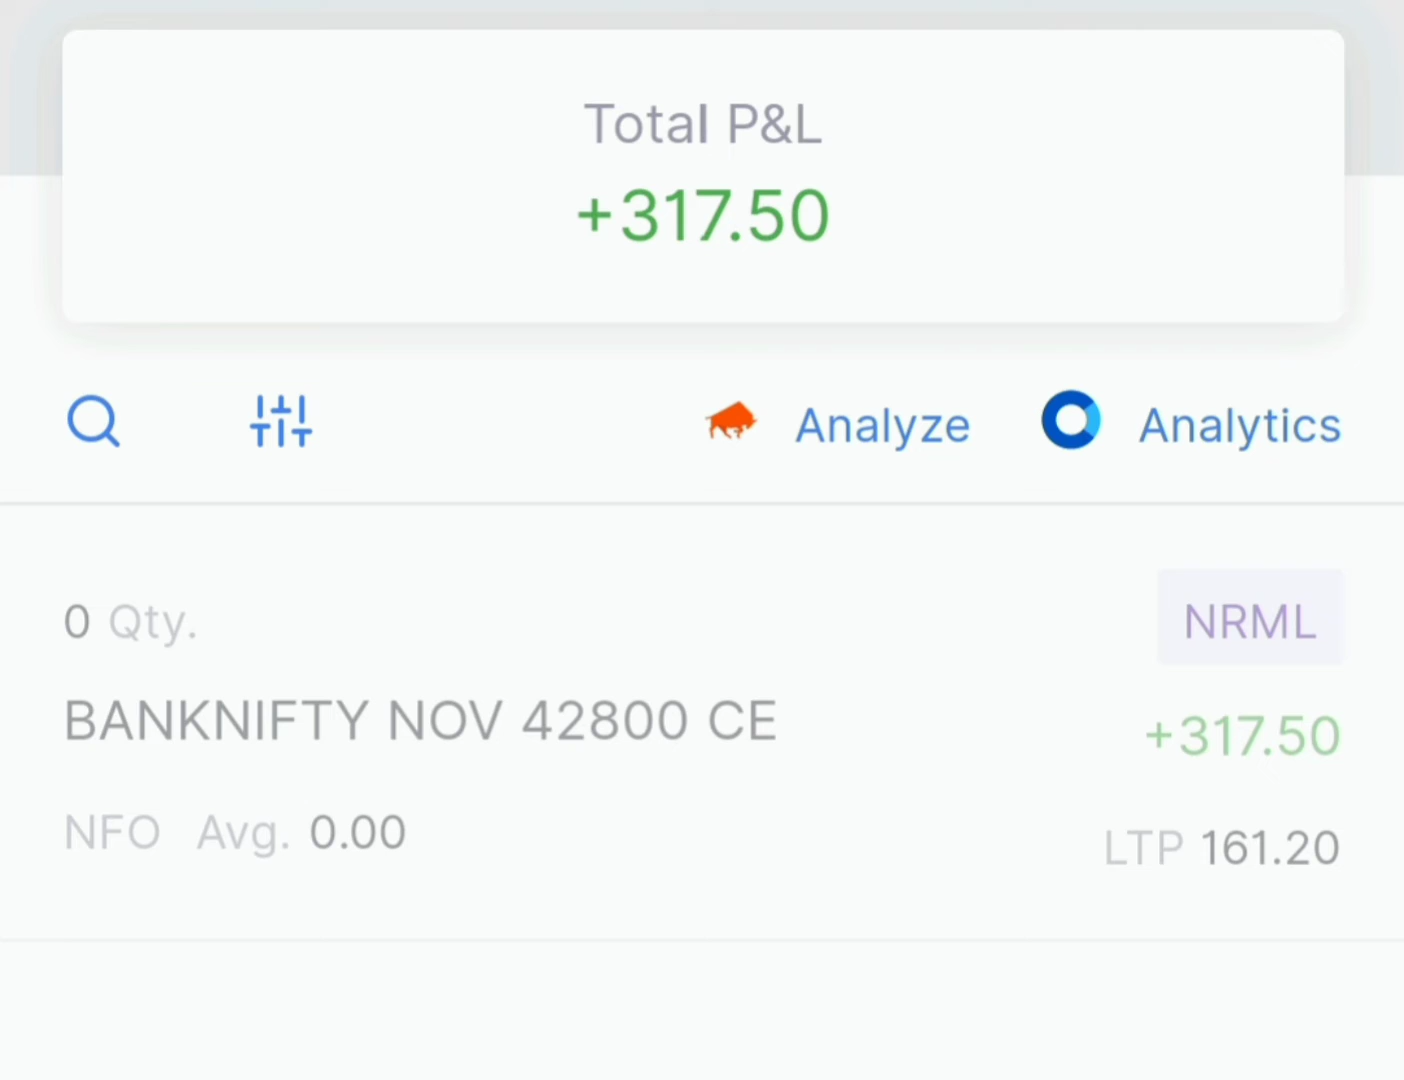 Total P&L
+317.50
Analyze Analytics
0 Qty. NRML
BANKNIFTY NOV 42800 CE +317.50
NFO Avg. 0.00 LTP 161.20